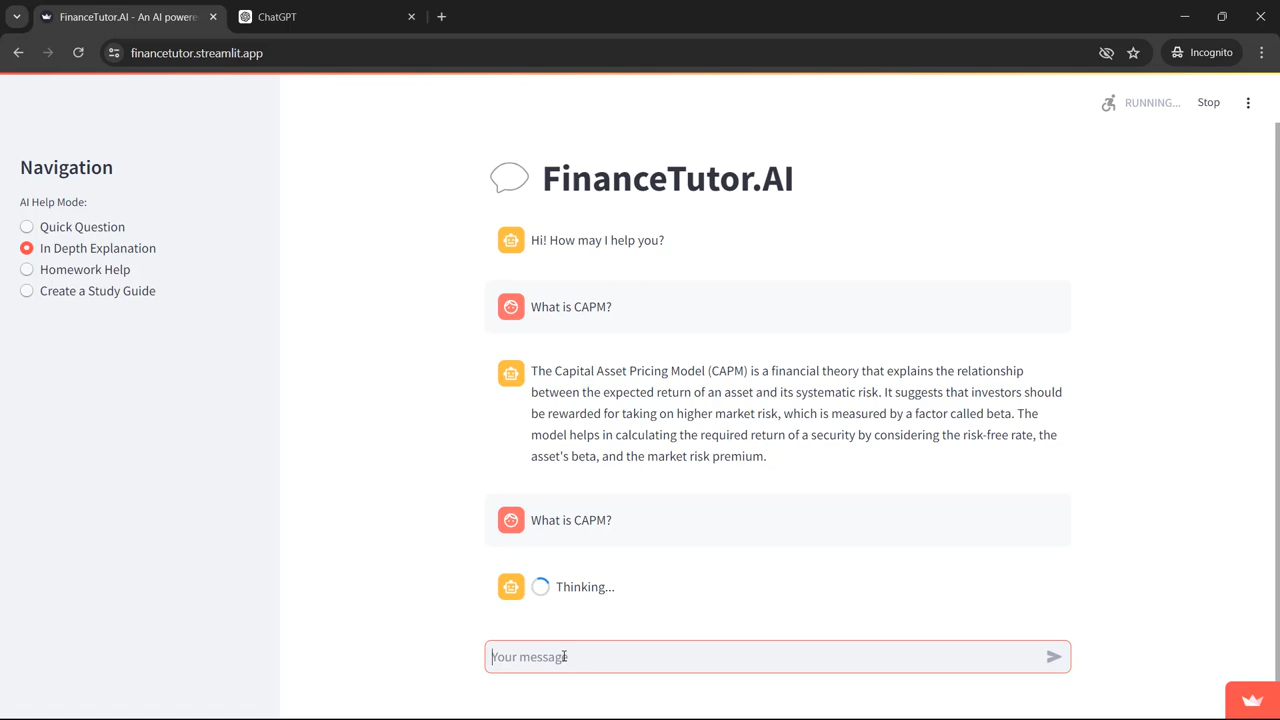 FinanceTutor.AI - An AI powere
ChatGPT
financetutor.streamlit.app
Incognito
RUNNING...
Stop
Navigation
AI Help Mode:
Quick Question
In Depth Explanation
Homework Help
Create a Study Guide
FinanceTutor.AI
Hi! How may I help you?
What is CAPM?
The Capital Asset Pricing Model (CAPM) is a financial theory that explains the relationship
between the expected return of an asset and its systematic risk. It suggests that investors should
be rewarded for taking on higher market risk, which is measured by a factor called beta. The
model helps in calculating the required return of a security by considering the risk-free rate, the
asset's beta, and the market risk premium.
What is CAPM?
Thinking...
Your message